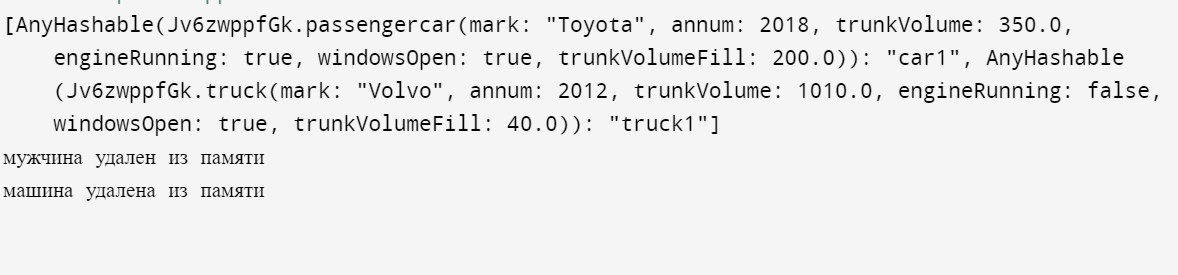 [AnyHashable(Jv6zwppfGk.passengercar(mark: "Toyota", annum: 2018, trunkVolume: 350.0,
engineRunning: true, windowsOpen: true, trunkVolumeFill: 200.0)): "car1", AnyHashable
(Jv6zwppfGk.truck(mark: "Volvo", annum: 2012, trunkVolume: 1010.0, engineRunning: false,
windowsOpen: true, trunkVolumeFill: 40.0)): "truck1"]
мужчина удален из памяти
машина удалена из памяти